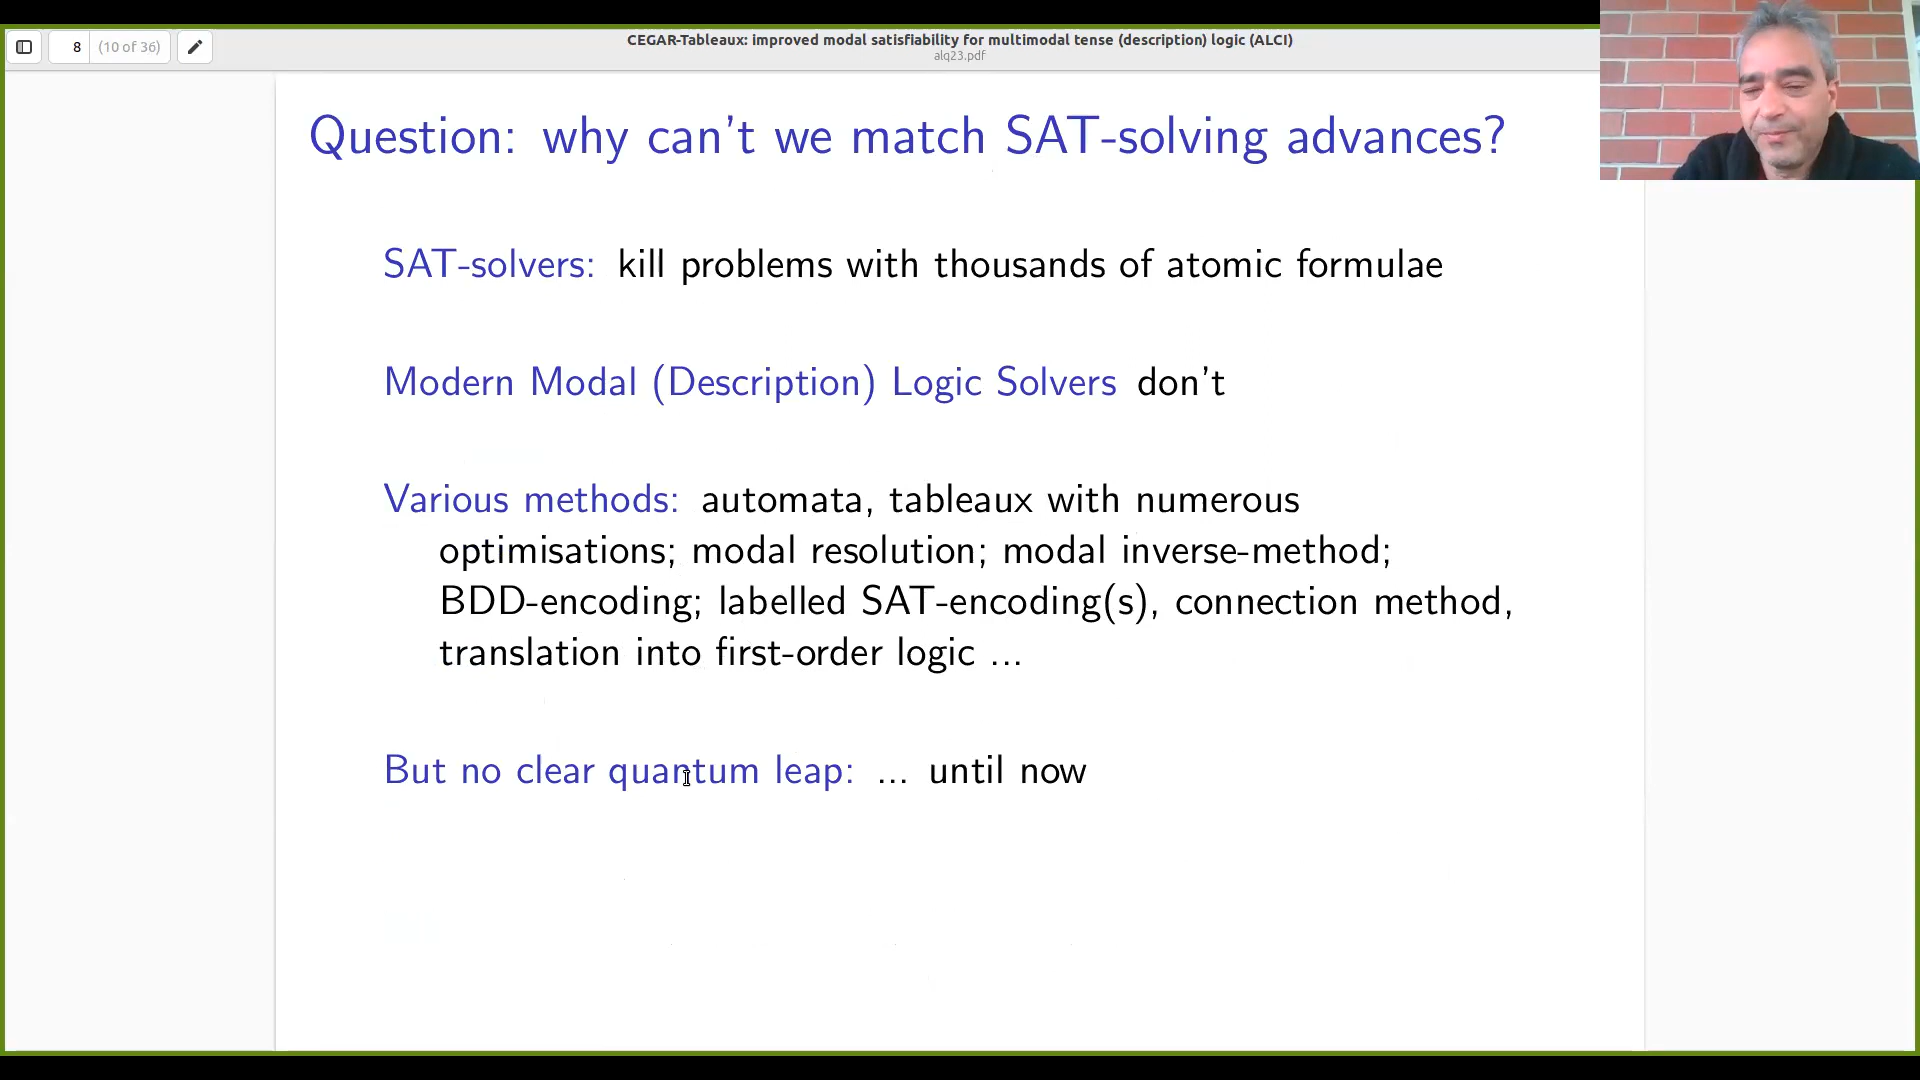 8 (10 of 36)
CEGAR-Tableaux: improved modal satisfiability for multimodal tense (description) logic (ALCI)
alq23.pdf
Question: why can't we match SAT-solving advances?
SAT-solvers: kill problems with thousands of atomic formulae
Modern Modal (Description) Logic Solvers don't
Various methods: automata, tableaux with numerous
optimisations; modal resolution; modal inverse-method;
BDD-encoding; labelled SAT-encoding(s), connection method,
translation into first-order logic ...
But no clear quantum leap: ... until now